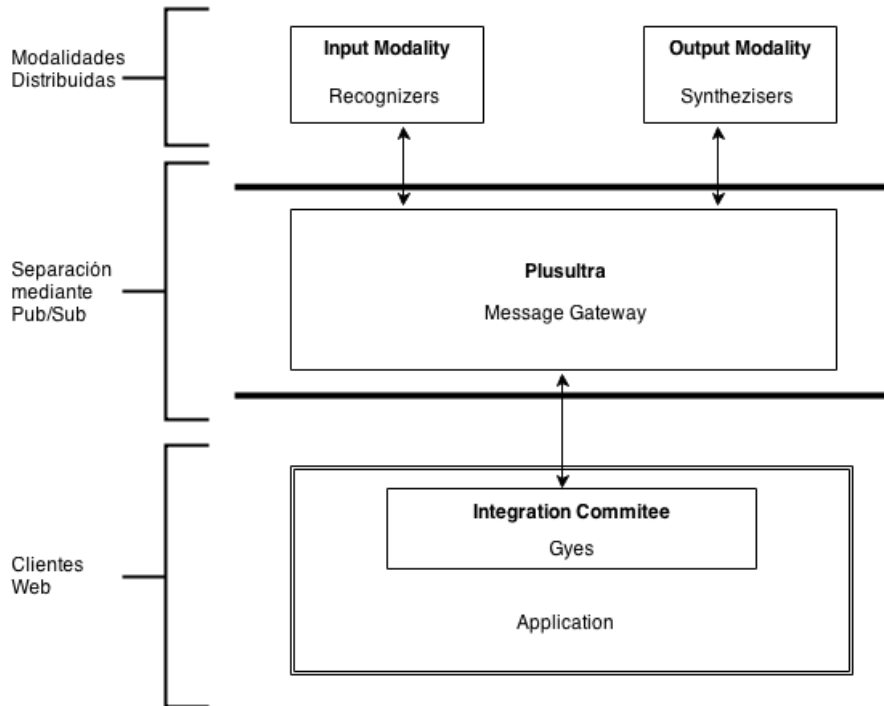 Modalidades
Distribuidas
Input Modality
Recognizers
Output Modality
Synthezisers
Separación
mediante
Pub/Sub
Plusultra
Message Gateway
Clientes
Web
Integration Commitee
Gyes
Application